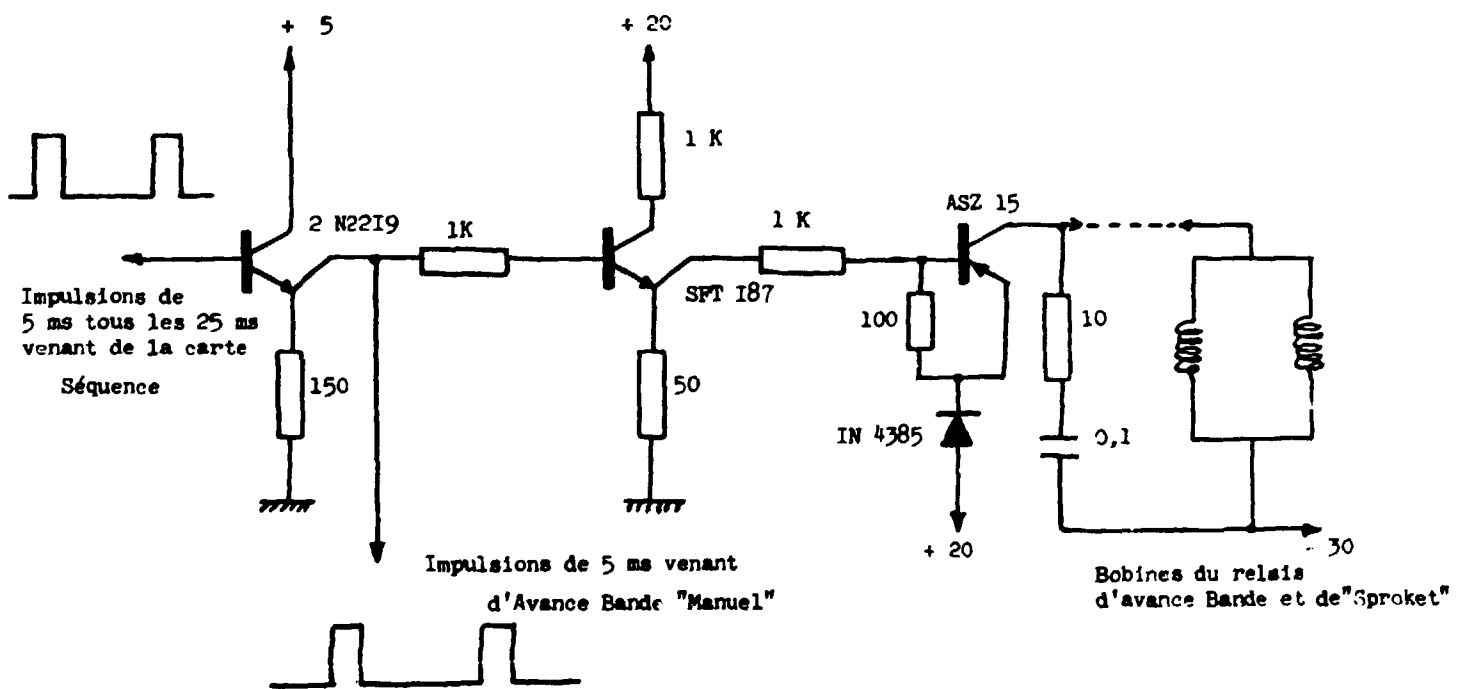 + 5
+ 20
1 K
2 N22I9
1K
1 K
ASZ 15
SFT I87
Impulsions de
5 ms tous les 25 ms
venant de la carte
Séquence
150
50
100
10
IN 4385
0,1
+ 20
- 30
Impulsions de 5 ms venant
d'Avance Bande "Manuel"
Bobines du relais
d'avance Bande et de"Sproket"